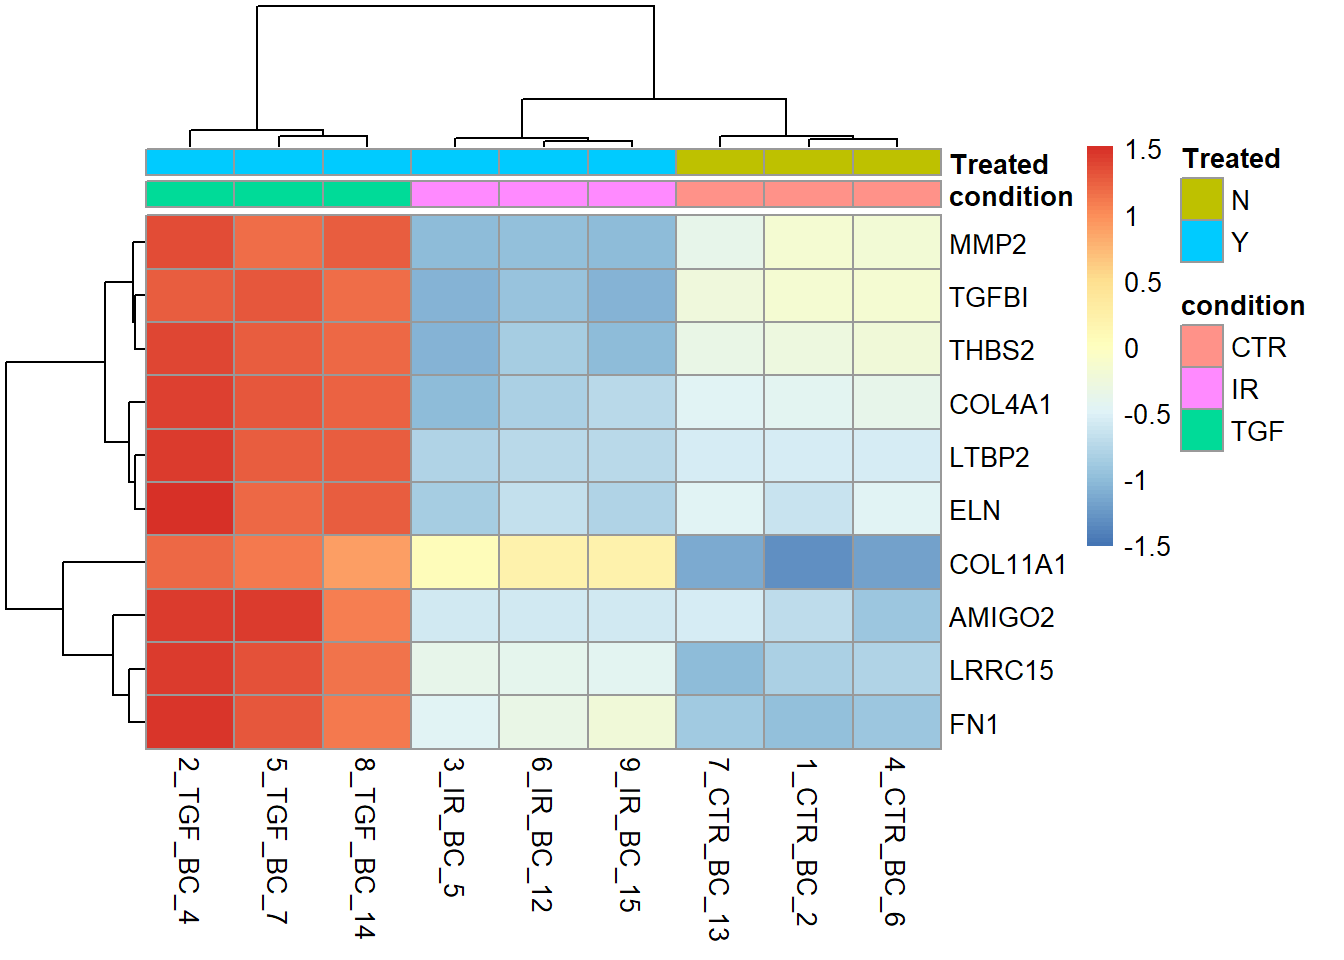 Treated
condition
MMP2
TGFBI
THBS2
COL4A1
LTBP2
ELN
COL11A1
AMIGO2
LRRC15
FN1
2_TGF_BC_4
5_TGF_BC_7
8_TGF_BC_14
3_IR_BC_5
6_IR_BC_12
9_IR_BC_15
7_CTR_BC_13
1_CTR_BC_2
4_CTR_BC_6
1.5
1
0.5
0
-0.5
-1
-1.5
Treated
N
Y
condition
CTR
IR
TGF